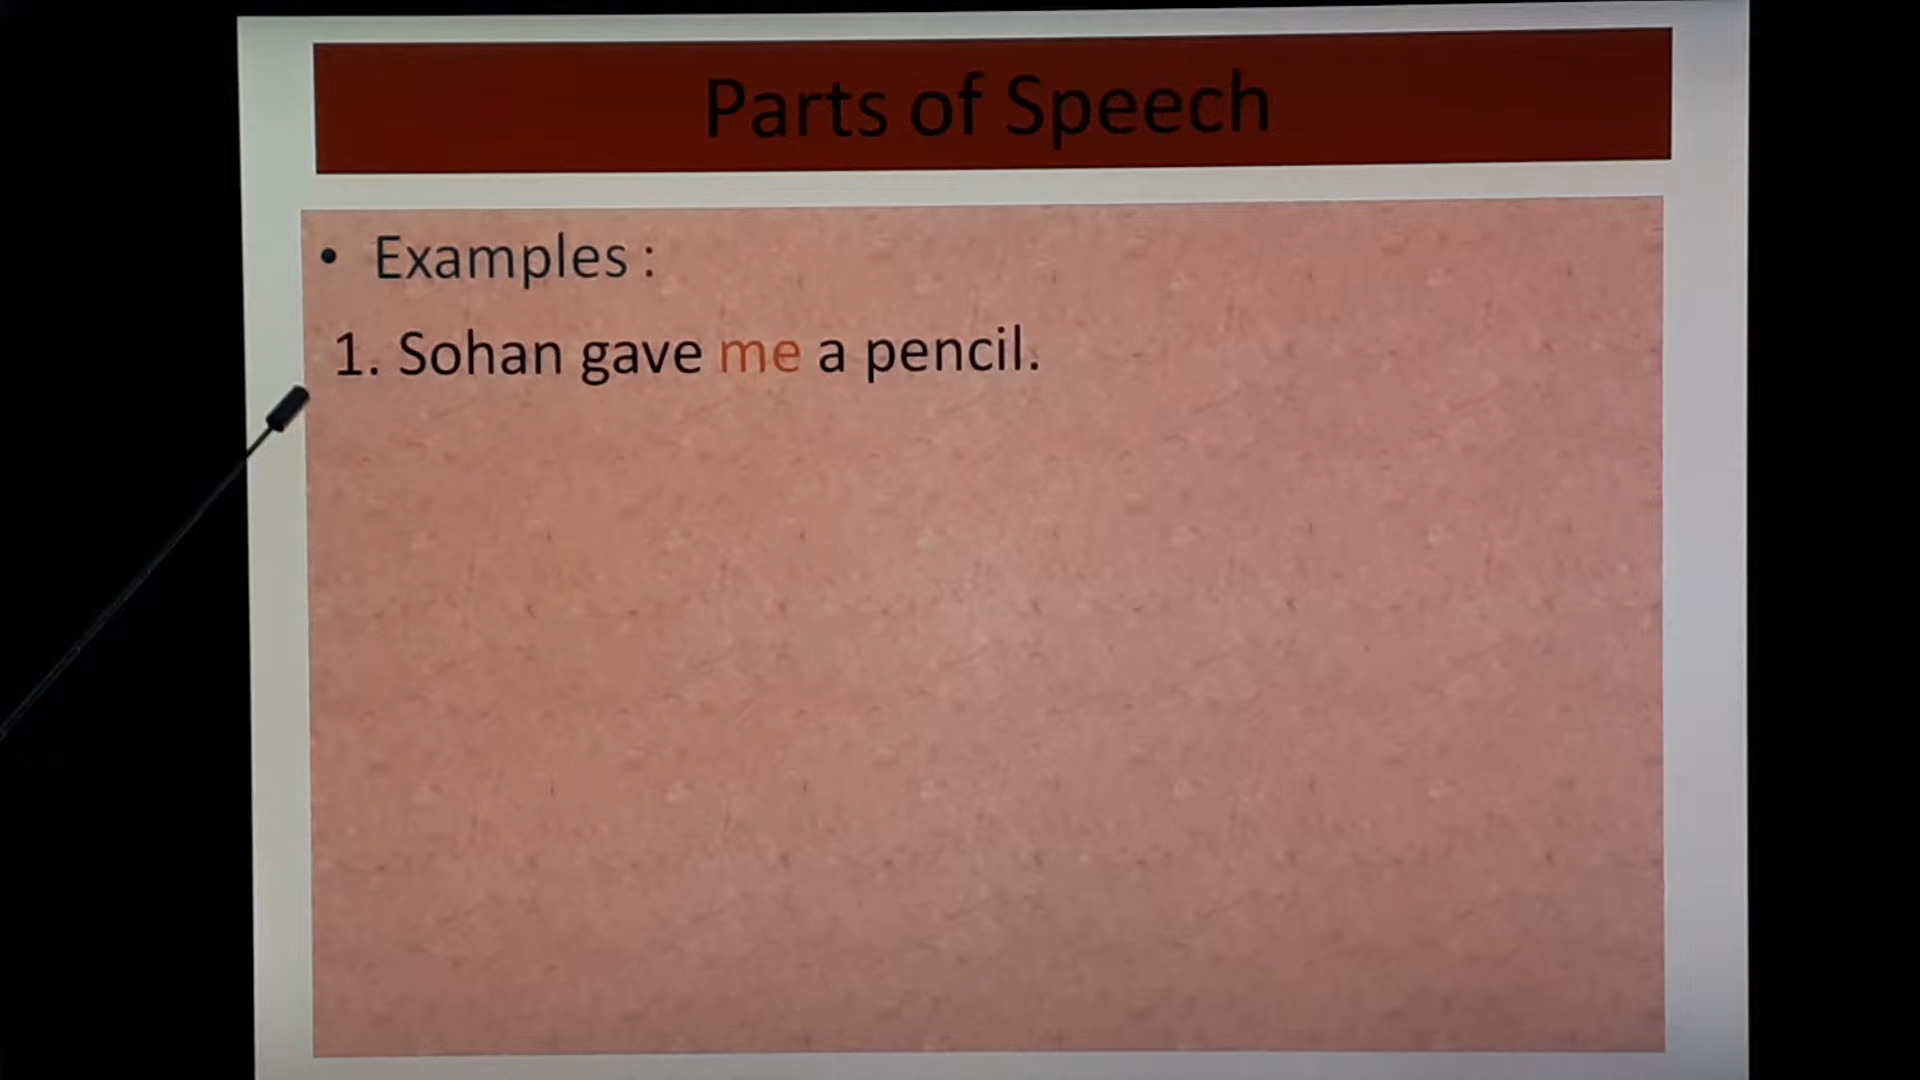 Parts of Speech
• Examples :
1. Sohan gave me a pencil.